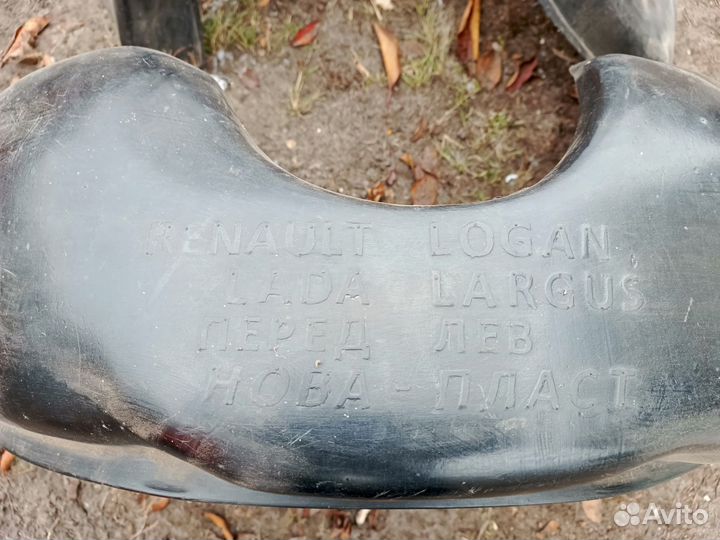 RENAULT LOGAN
LADA - LARGUS
ПЕРЕД ЛЕВ
НОВА - ПЛАСТ
Avito